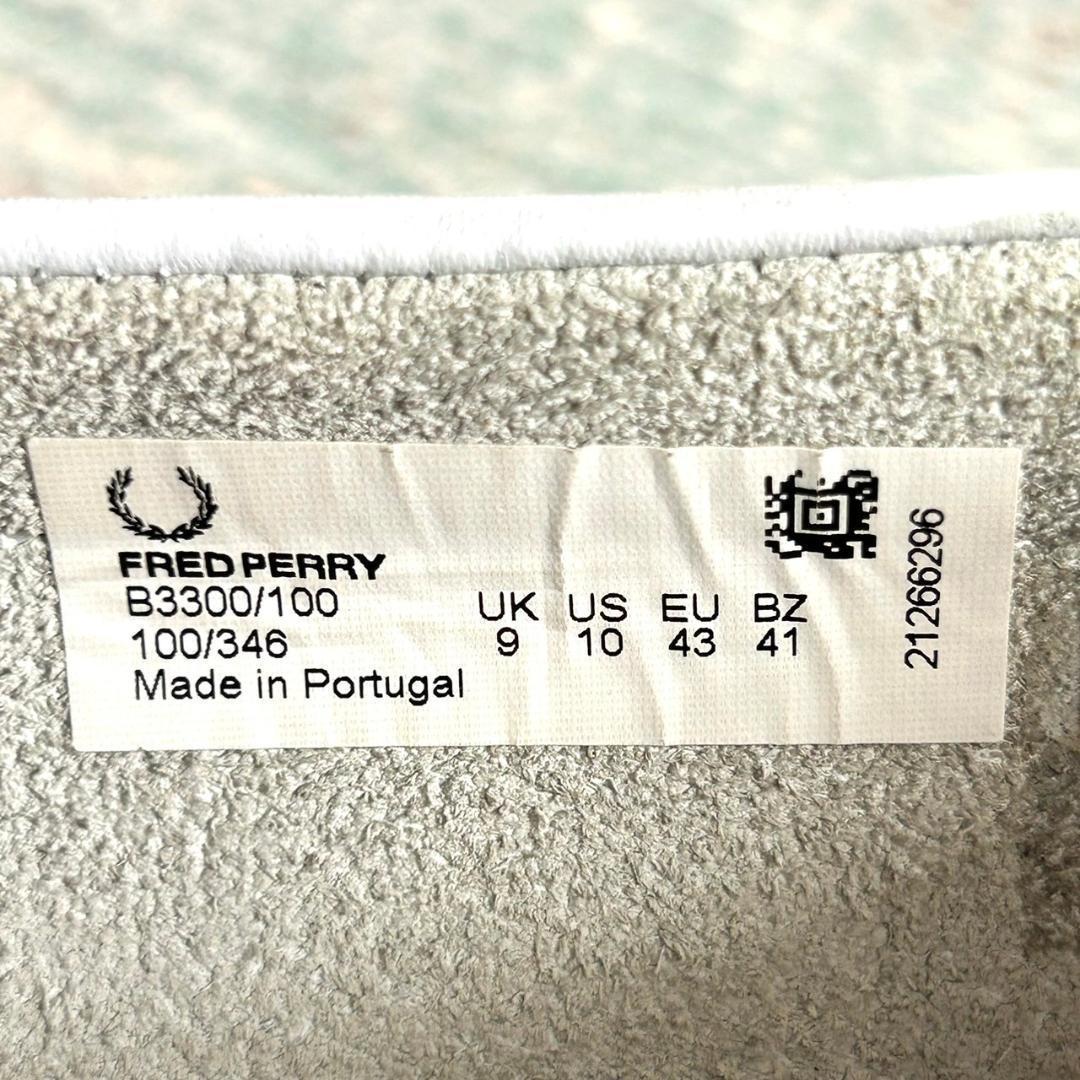 FRED PERRY
B3300/100
100/346
Made in Portugal
UK US EU BZ
9 10 43 41
21266296